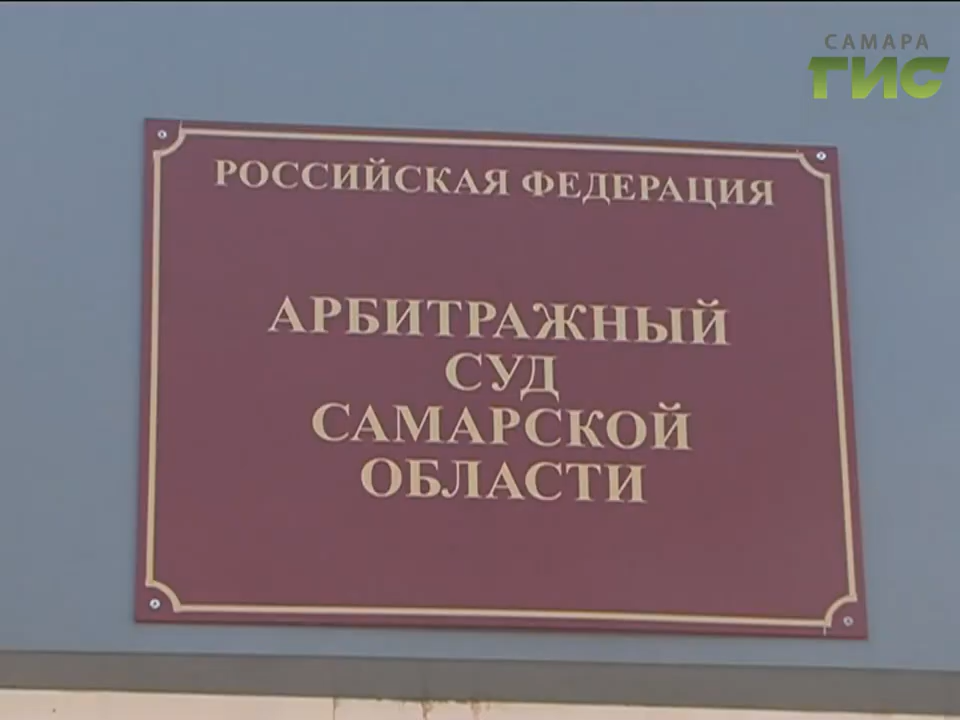 САМАРА
ГИС
РОССИЙСКАЯ ФЕДЕРАЦИЯ
АРБИТРАЖНЫЙ
СУД
САМАРСКОЙ
ОБЛАСТИ